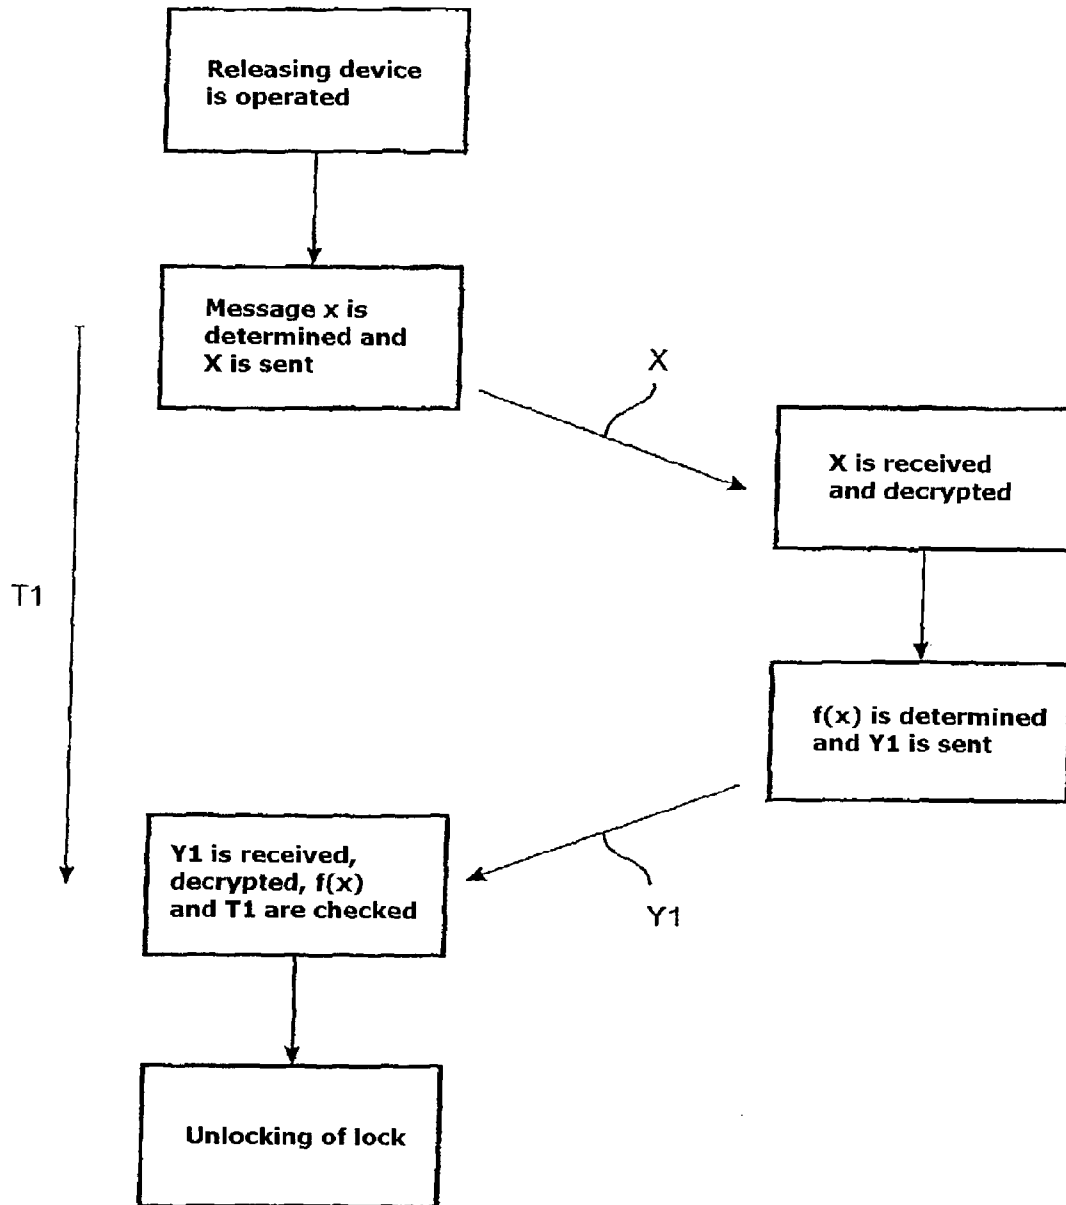 Releasing device
is operated
Message x is
determined and
X is sent
X
X is received
and decrypted
T1
f(x) is determined
and Y1 is sent
Y1 is received,
decrypted, f(x)
and T1 are checked
Y1
Unlocking of lock